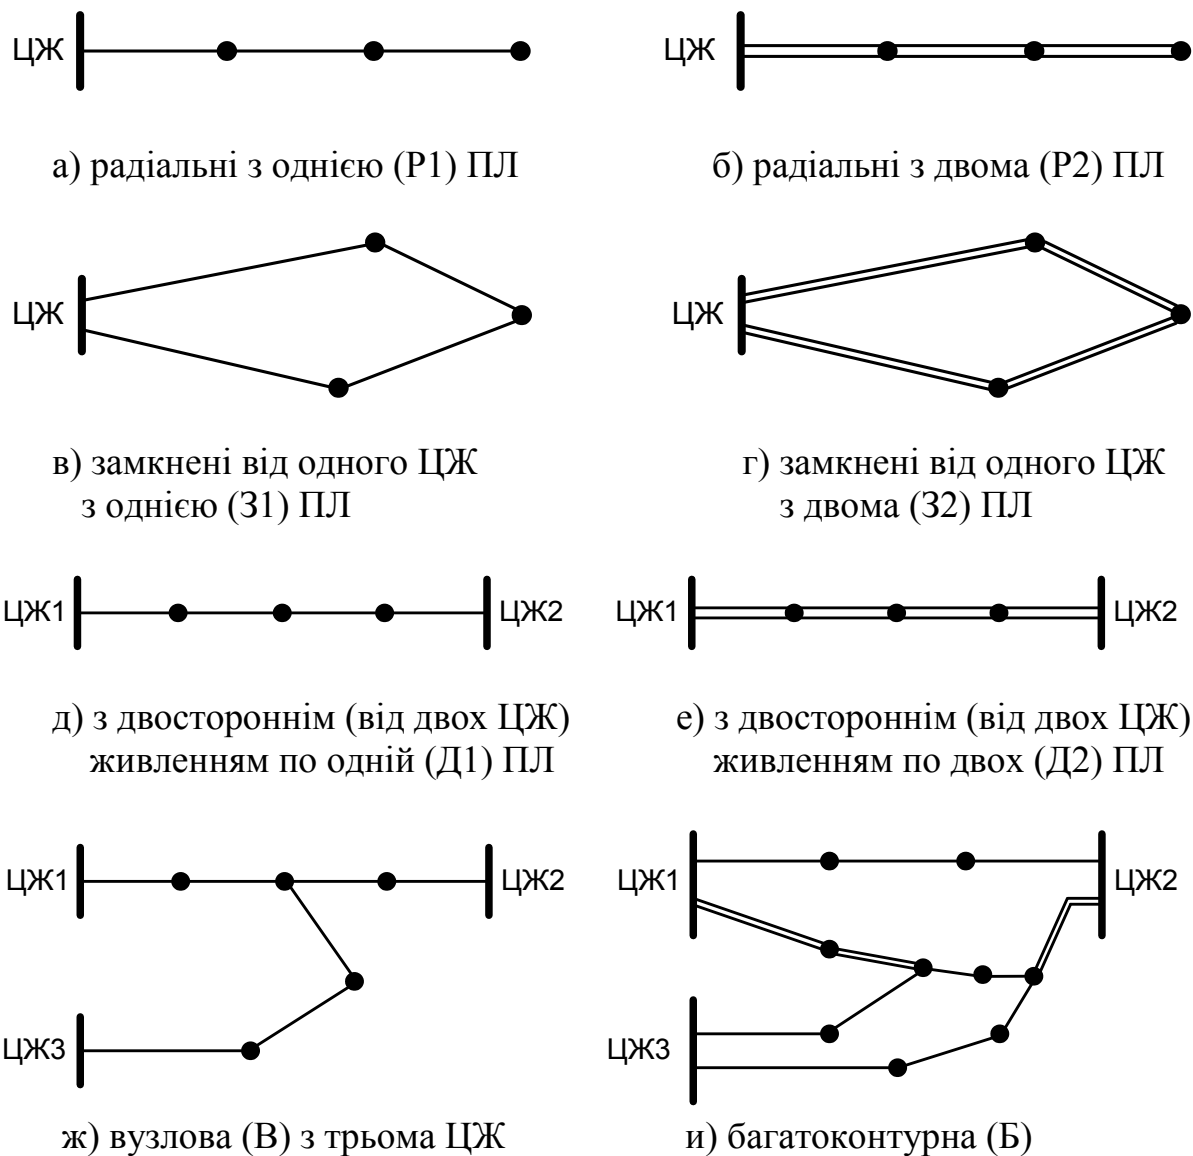 ЦЖ
ЦЖ
а) радіальні з однією (Р1) ПЛ
б) радіальні з двома (Р2) ПЛ
ЦЖ
ЦЖ
в) замкнені від одного ЦЖ
з однією (З1) ПЛ
г) замкнені від одного ЦЖ
з двома (З2) ПЛ
ЦЖ1
ЦЖ2
ЦЖ1
ЦЖ2
д) з двостороннім (від двох ЦЖ)
живленням по одній (Д1) ПЛ
е) з двостороннім (від двох ЦЖ)
живленням по двох (Д2) ПЛ
ЦЖ1
ЦЖ2
ЦЖ3
ЦЖ1
ЦЖ2
ЦЖ3
ж) вузлова (В) з трьома ЦЖ
и) багатоконтурна (Б)